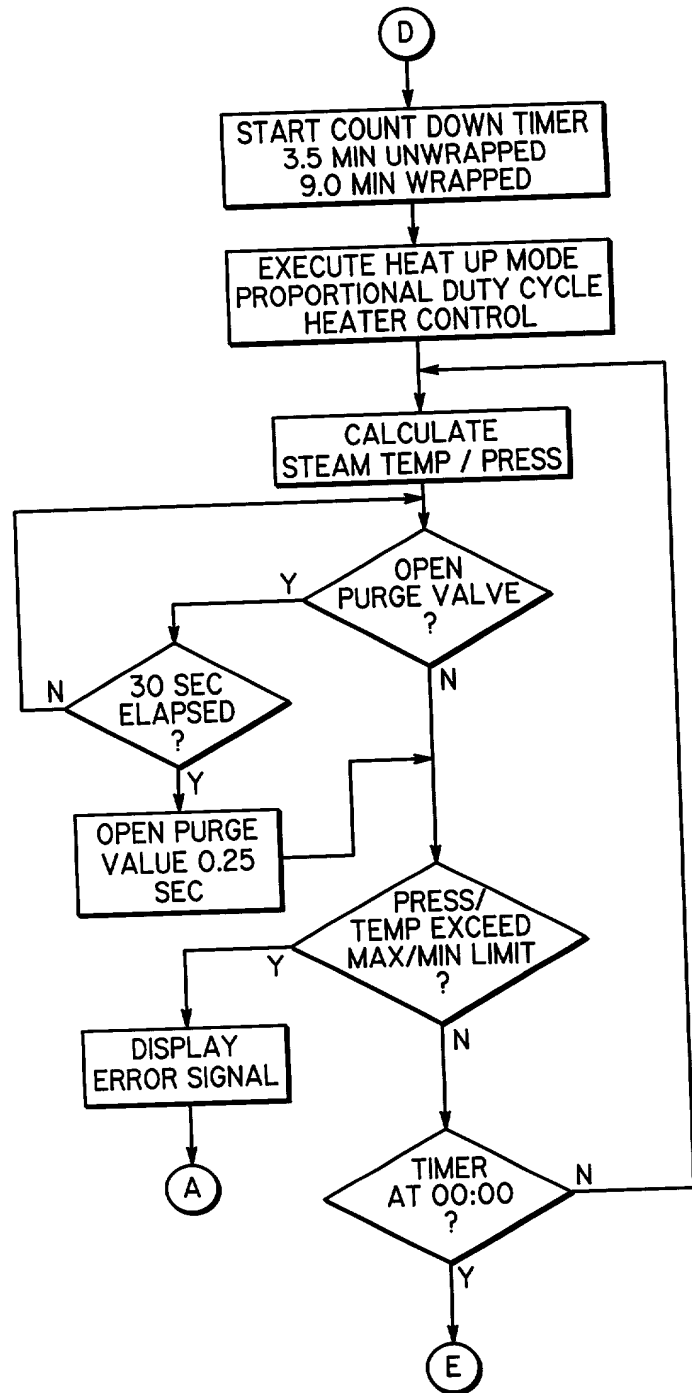 D
START COUNT DOWN TIMER
3.5 MIN UNWRAPPED
9.0 MIN WRAPPED
EXECUTE HEAT UP MODE
PROPORTIONAL DUTY CYCLE
HEATER CONTROL
CALCULATE
STEAM TEMP / PRESS
OPEN
PURGE VALVE
?
Y
N
30 SEC
ELAPSED
?
N
Y
OPEN PURGE
VALUE 0.25
SEC
PRESS/
TEMP EXCEED
MAX/MIN LIMIT
?
Y
N
DISPLAY
ERROR SIGNAL
A
TIMER
AT 00:00
?
N
Y
E